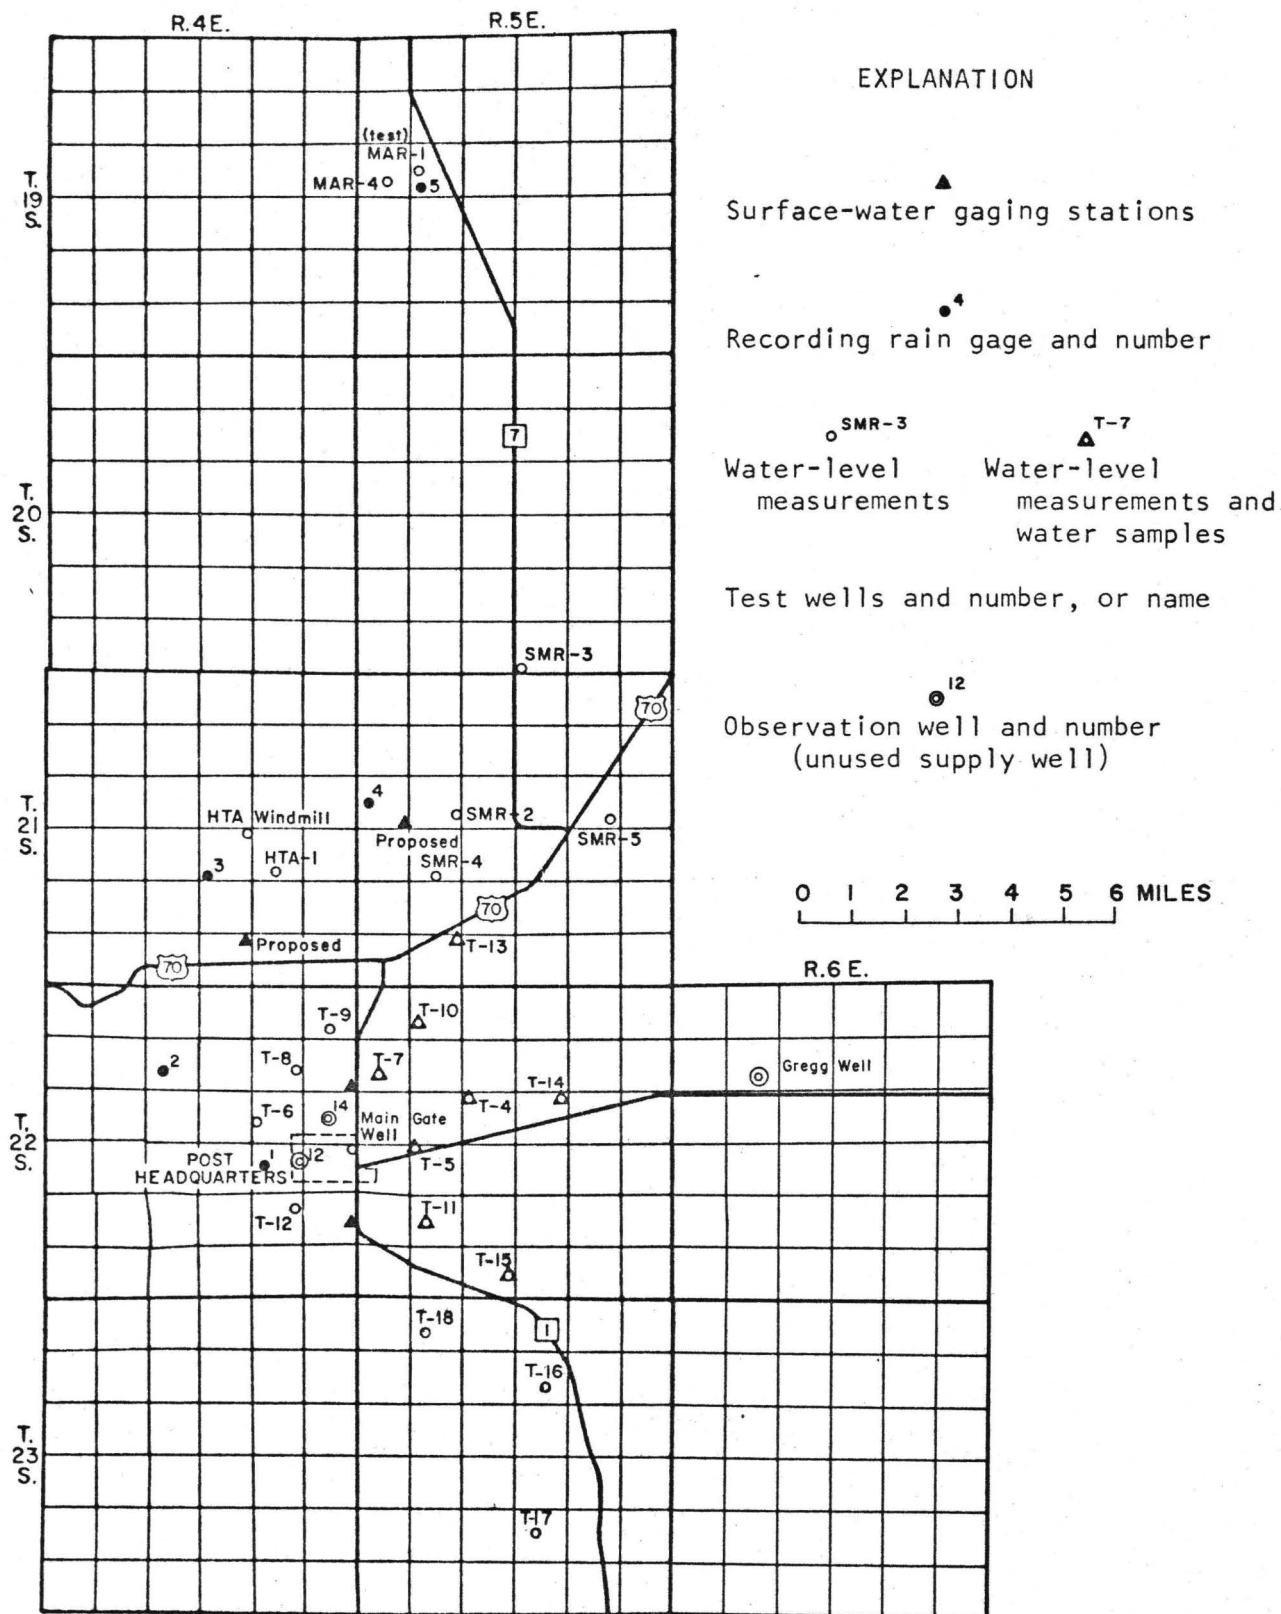 R.4E.
R.5E.
EXPLANATION
(test)
MAR-1
MAR-4
5
T.
19
S.
Surface-water gaging stations
4
Recording rain gage and number
7
SMR-3
T-7
Water-level
measurements
Water-level
measurements and
water samples
T.
20
S.
Test wells and number, or name
SMR-3
70
12
Observation well and number
(unused supply well)
4
T.
21
S.
HTA Windmill
SMR-2
Proposed
SMR-5
3
HTA-1
SMR-4
0 1 2 3 4 5 6 MILES
70
Proposed
T-13
70
R.6E.
T-9
T-10
2
T-8
T-7
Gregg Well
T-14
T-4
T-6
14
Main Gate
Well
T.
22
S.
1
12
POST
HEADQUARTERS
T-5
T-12
T-11
T-15
T-18
1
T-16
T.
23
S.
T-17